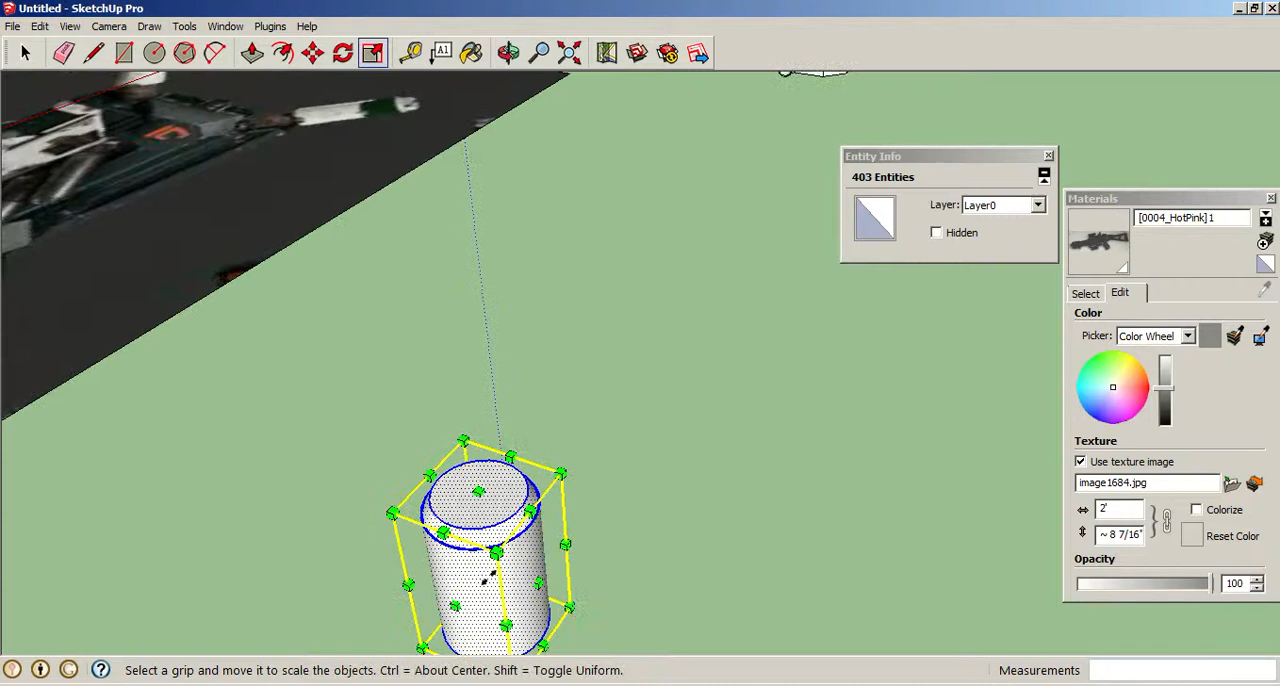 Untitled - SketchUp Pro
File Edit View Camera Draw Tools Window Plugins Help
A1
Entity Info
403 Entities
Layer: Layer0
Hidden
Materials
[0004_HotPink]1
Select Edit
Color
Picker: Color Wheel
Texture
Use texture image
image1684.jpg
2'
Colorize
~ 8 7/16"
Reset Color
Opacity
100
Select a grip and move it to scale the objects. Ctrl = About Center. Shift = Toggle Uniform.
Measurements